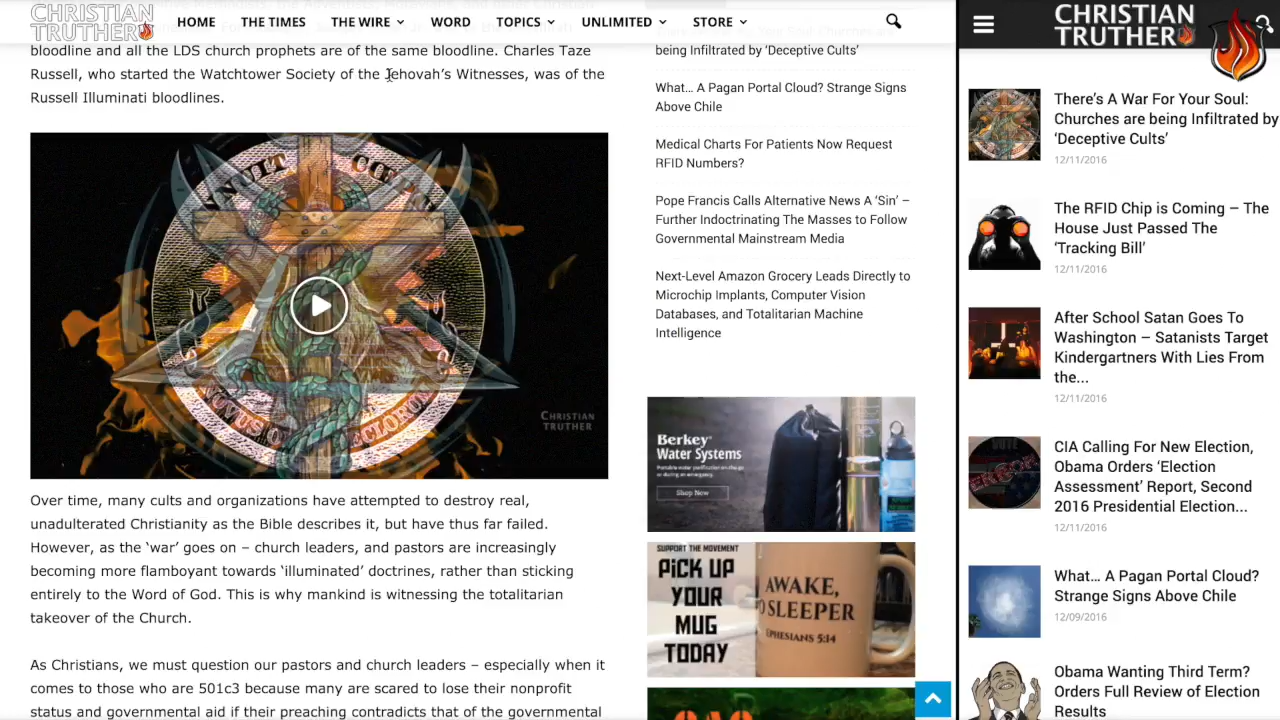 CHRISTIAN
TRUTHER
HOME
THE TIMES
THE WIRE
WORD
TOPICS
UNLIMITED
STORE
bloodline and all the LDS church prophets are of the same bloodline. Charles Taze
Russell, who started the Watchtower Society of the Jehovah's Witnesses, was of the
Russell Illuminati bloodlines.
CHRISTIAN
TRUTHER
Over time, many cults and organizations have attempted to destroy real,
unadulterated Christianity as the Bible describes it, but have thus far failed.
However, as the 'war' goes on – church leaders, and pastors are increasingly
becoming more flamboyant towards 'illuminated' doctrines, rather than sticking
entirely to the Word of God. This is why mankind is witnessing the totalitarian
takeover of the Church.
As Christians, we must question our pastors and church leaders – especially when it
comes to those who are 501c3 because many are scared to lose their nonprofit
status and governmental aid if their preaching contradicts that of the governmental
being Infiltrated by 'Deceptive Cults'
What… A Pagan Portal Cloud? Strange Signs
Above Chile
Medical Charts For Patients Now Request
RFID Numbers?
Pope Francis Calls Alternative News A 'Sin' –
Further Indoctrinating The Masses to Follow
Governmental Mainstream Media
Next-Level Amazon Grocery Leads Directly to
Microchip Implants, Computer Vision
Databases, and Totalitarian Machine
Intelligence
Berkey
Water Systems
Portable water purification on-the-go
or during an emergency.
Shop Now
SUPPORT THE MOVEMENT
PiCK UP
YOUR
MUG
TODAY
AWAKE,
O SLEEPER
EPHESIANS 5:14
CHRISTIAN
TRUTHER
There's A War For Your Soul:
Churches are being Infiltrated by
'Deceptive Cults'
12/11/2016
The RFID Chip is Coming – The
House Just Passed The
'Tracking Bill'
12/11/2016
After School Satan Goes To
Washington – Satanists Target
Kindergartners With Lies From
the...
12/11/2016
CIA Calling For New Election,
Obama Orders 'Election
Assessment' Report, Second
2016 Presidential Election...
12/11/2016
What… A Pagan Portal Cloud?
Strange Signs Above Chile
12/09/2016
Obama Wanting Third Term?
Orders Full Review of Election
Results